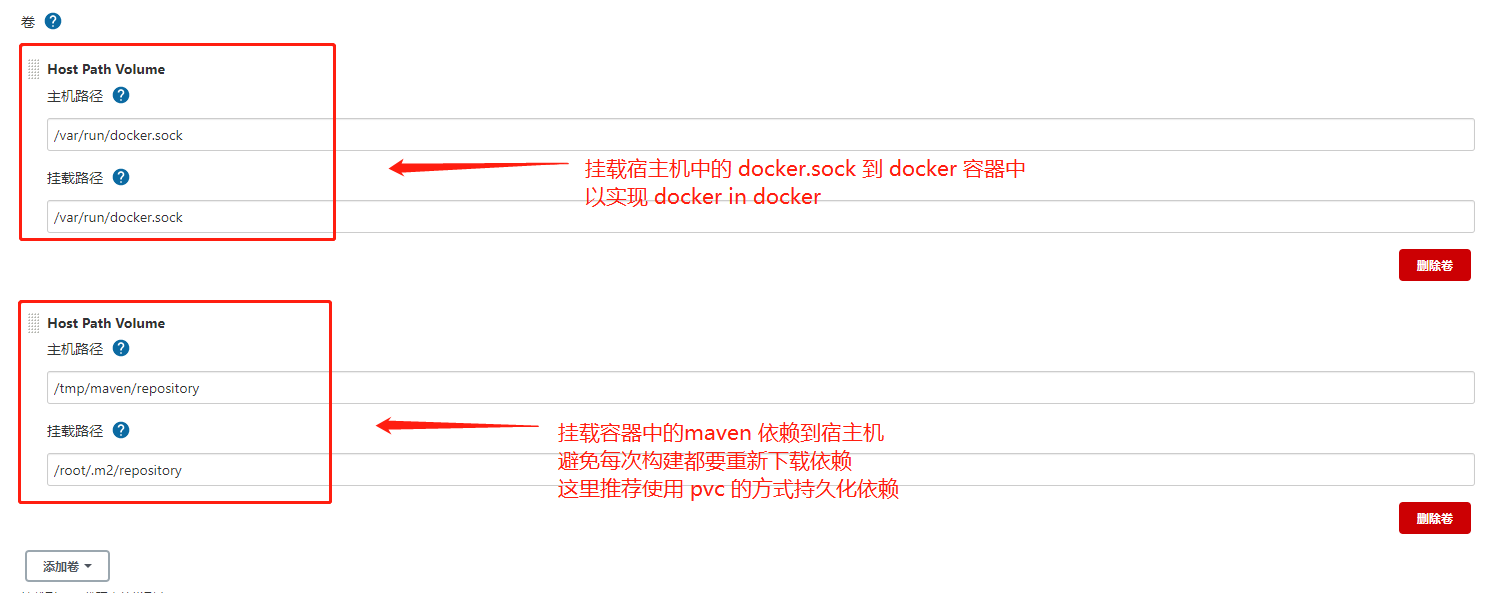 卷 ?
Host Path Volume
主机路径 ?
/var/run/docker.sock
挂载路径 ?
/var/run/docker.sock
挂载宿主机中的 docker.sock 到 docker 容器中
以实现 docker in docker
删除卷
Host Path Volume
主机路径 ?
/tmp/maven/repository
挂载路径 ?
/root/.m2/repository
挂载容器中的maven 依赖到宿主机
避免每次构建都要重新下载依赖
这里推荐使用 pvc 的方式持久化依赖
删除卷
添加卷